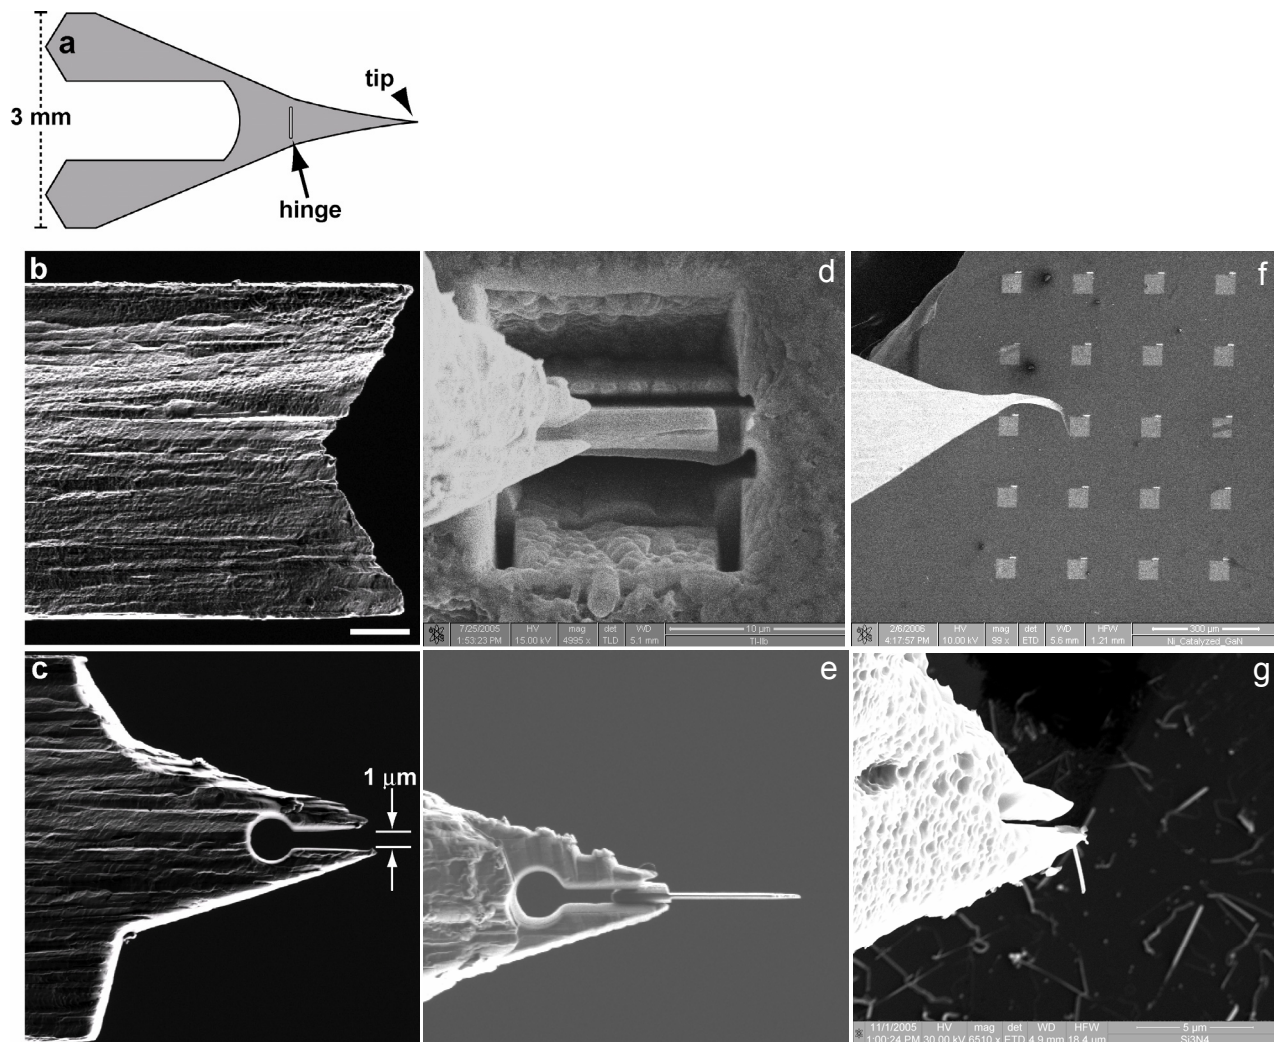 a
tip
3 mm
hinge
b
d
f
7/25/2005 HV mag det WD 10 µm
1:53:23 PM 15.00 kV 4995 x TLD 5.1 mm TUlb
2/6/2006 HV mag det WD HFW 300 µm
4:17:57 PM 10.00 kV 99 x ETD 5.6 mm 1.21 mm Ni_Catalyzed_GaN
c
1 µm
e
g
11/1/2005 HV mag det WD HFW 5 µm
1:00:24 PM 30.00 kV 6510 x ETD 4.9 mm 18.4 µm Si3N4